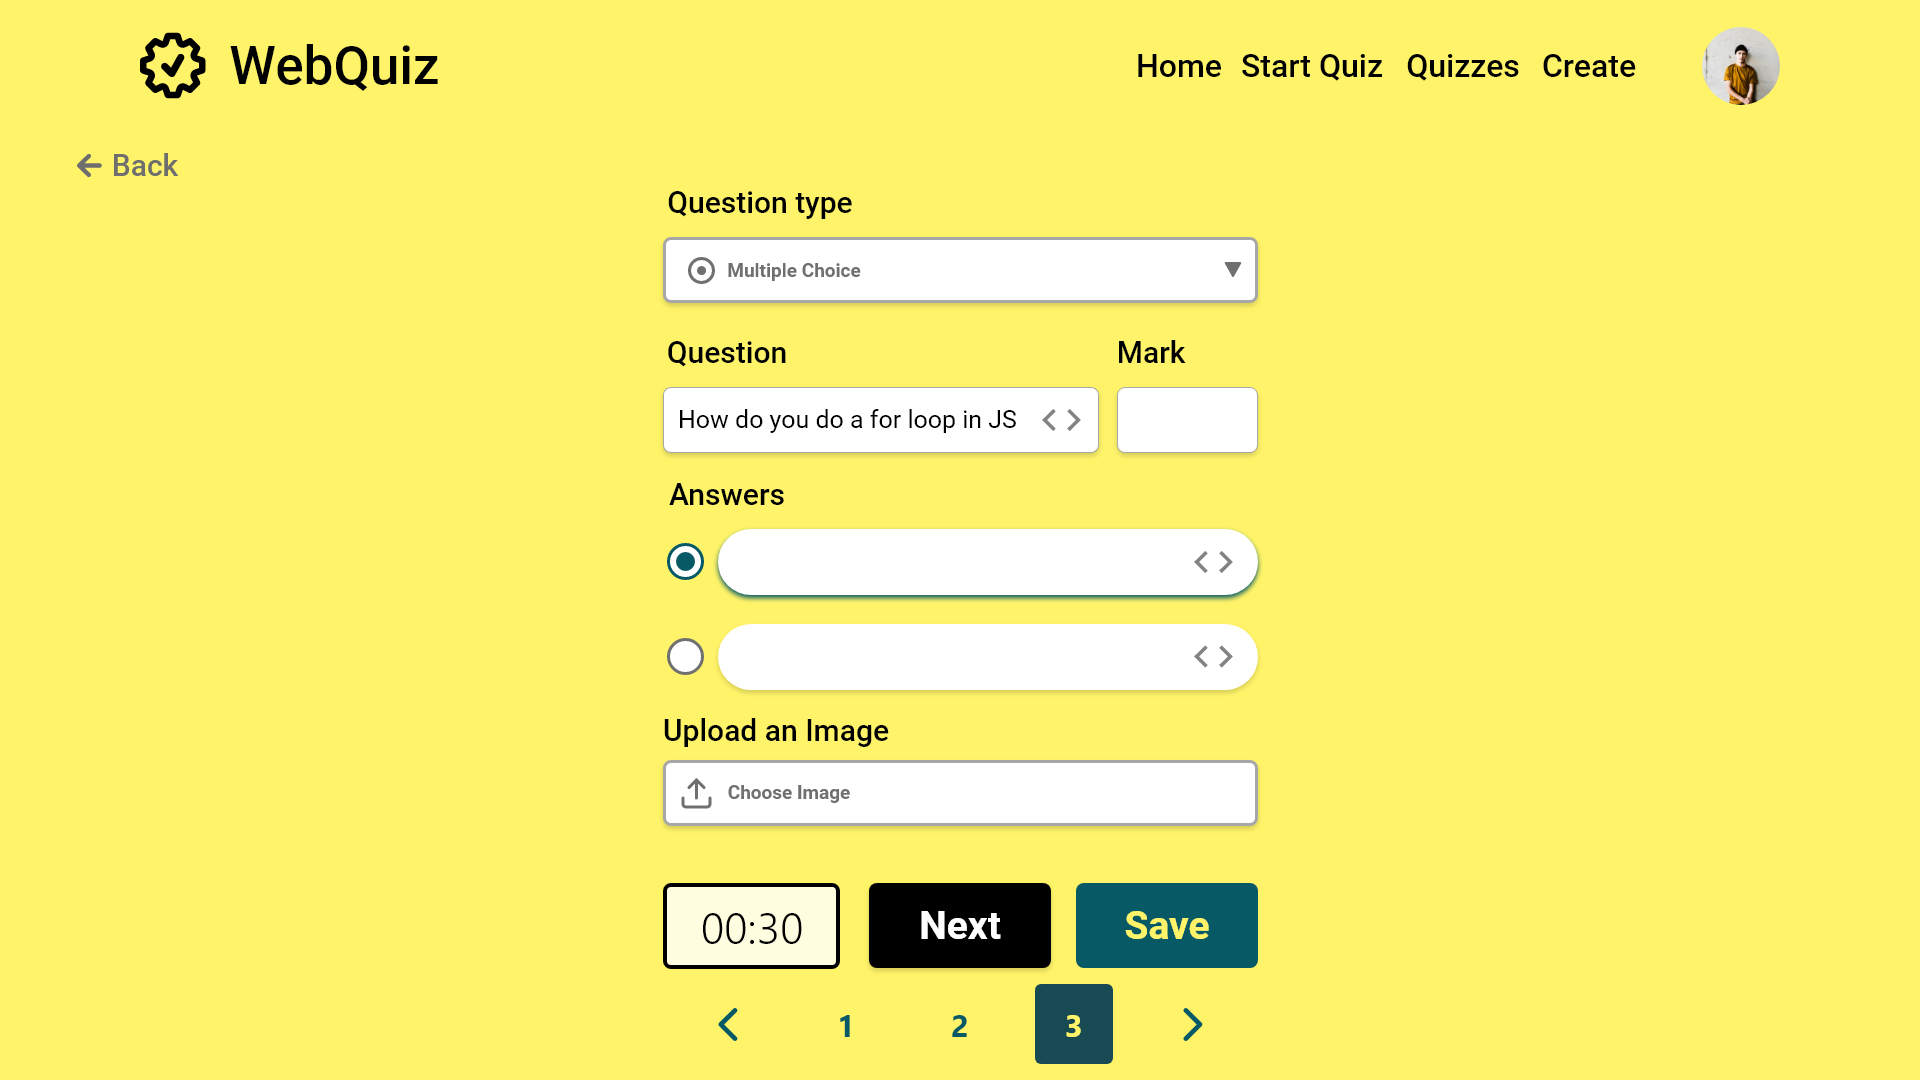 WebQuiz
Home Start Quiz Quizzes Create
Back
Question type
Multiple Choice
Question Mark
How do you do a for loop in JS
Answers
Upload an Image
Choose Image
00:30 Next Save
1 2 3